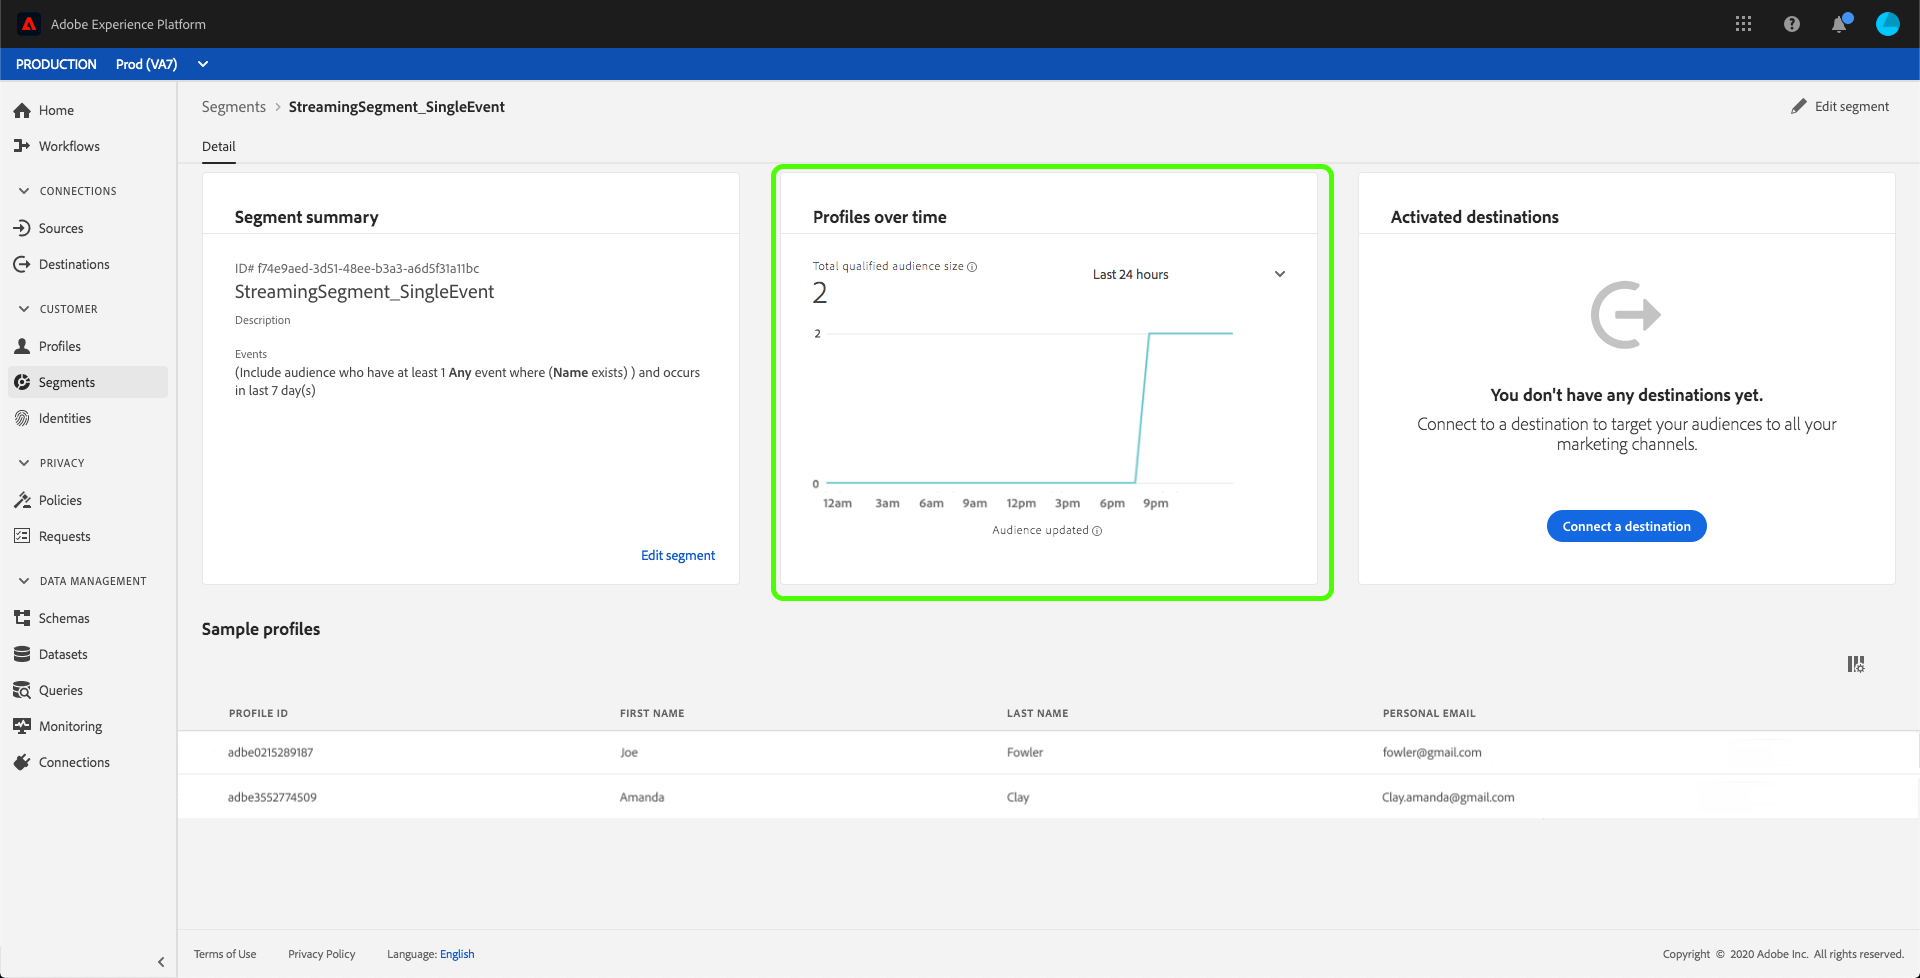 Adobe Experience Platform
PRODUCTION Prod (VA7)
Home
Workflows
CONNECTIONS
Sources
Destinations
CUSTOMER
Profiles
Segments
Identities
PRIVACY
Policies
Requests
DATA MANAGEMENT
Schemas
Datasets
Queries
Monitoring
Connections
Segments > StreamingSegment_SingleEvent
Edit segment
Detail
Segment summary
ID# f74e9aed-3d51-48ee-b3a3-a6d5f31a11bc
StreamingSegment_SingleEvent
Description
Events
(Include audience who have at least 1 Any event where (Name exists) ) and occurs
in last 7 day(s)
Edit segment
Profiles over time
Total qualified audience size
2
Last 24 hours
2
0
12am 3am 6am 9am 12pm 3pm 6pm 9pm
Audience updated
Activated destinations
You don't have any destinations yet.
Connect to a destination to target your audiences to all your
marketing channels.
Connect a destination
Sample profiles
PROFILE ID FIRST NAME LAST NAME PERSONAL EMAIL
adbe0215289187 Joe Fowler fowler@gmail.com
adbe3552774509 Amanda Clay Clay.amanda@gmail.com
Terms of Use Privacy Policy Language: English
Copyright © 2020 Adobe Inc. All rights reserved.